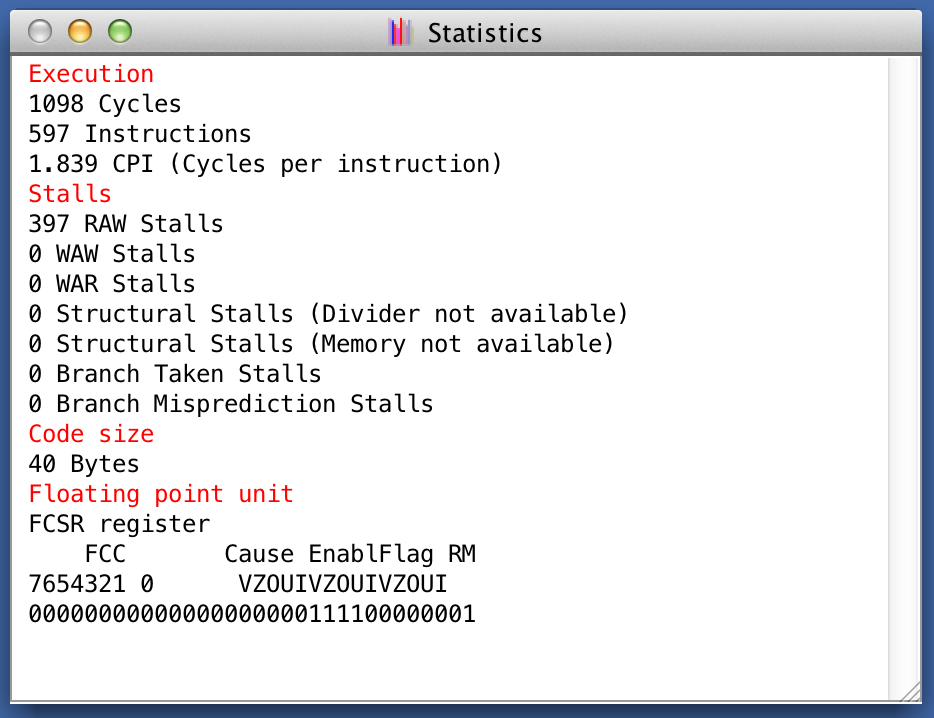 Statistics
Execution
1098 Cycles
597 Instructions
1.839 CPI (Cycles per instruction)
Stalls
397 RAW Stalls
0 WAW Stalls
0 WAR Stalls
0 Structural Stalls (Divider not available)
0 Structural Stalls (Memory not available)
0 Branch Taken Stalls
0 Branch Misprediction Stalls
Code size
40 Bytes
Floating point unit
FCSR register
    FCC       Cause EnablFlag RM
7654321 0      VZOUIVZOUIVZOUI
00000000000000000000111100000001